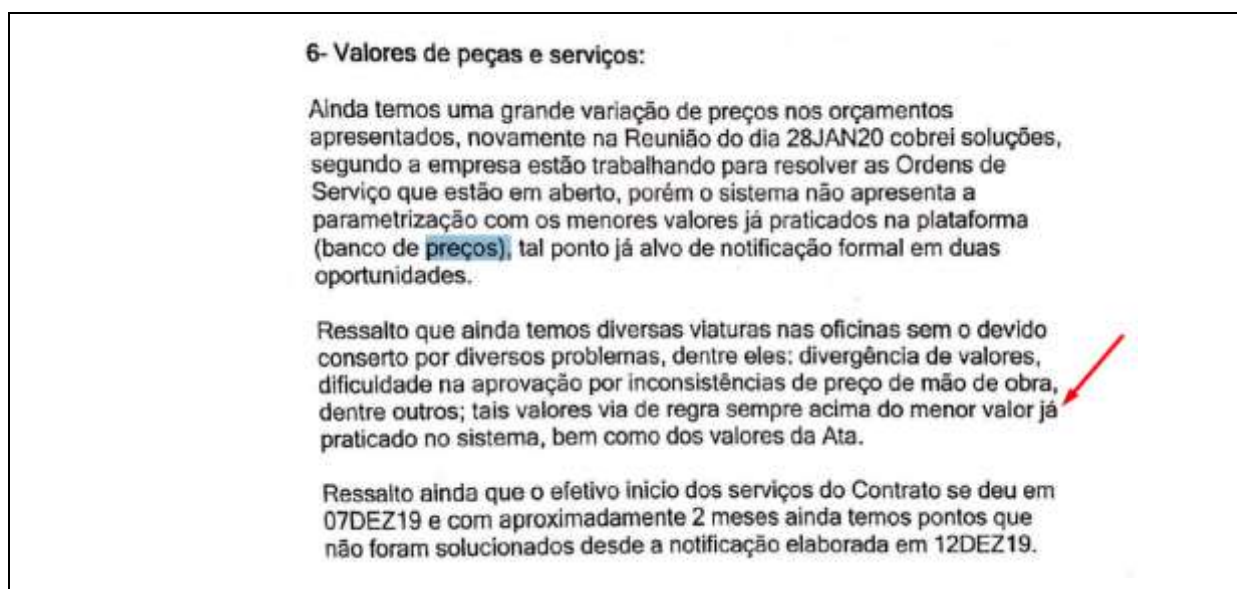 6- Valores de peças e serviços:
Ainda temos uma grande variação de preços nos orçamentos
apresentados, novamente na Reunião do dia 28JAN20 cobrei soluções,
segundo a empresa estão trabalhando para resolver as Ordens de
Serviço que estão em aberto, porém o sistema não apresenta a
parametrização com os menores valores já praticados na plataforma
(banco de preços), tal ponto já alvo de notificação formal em duas
oportunidades.
Ressalto que ainda temos diversas viaturas nas oficinas sem o devido
conserto por diversos problemas, dentre eles: divergência de valores,
dificuldade na aprovação por inconsistências de preço de mão de obra,
dentre outros; tais valores via de regra sempre acima do menor valor já
praticado no sistema, bem como dos valores da Ata.
Ressalto ainda que o efetivo inicio dos serviços do Contrato se deu em
07DEZ19 e com aproximadamente 2 meses ainda temos pontos que
não foram solucionados desde a notificação elaborada em 12DEZ19.